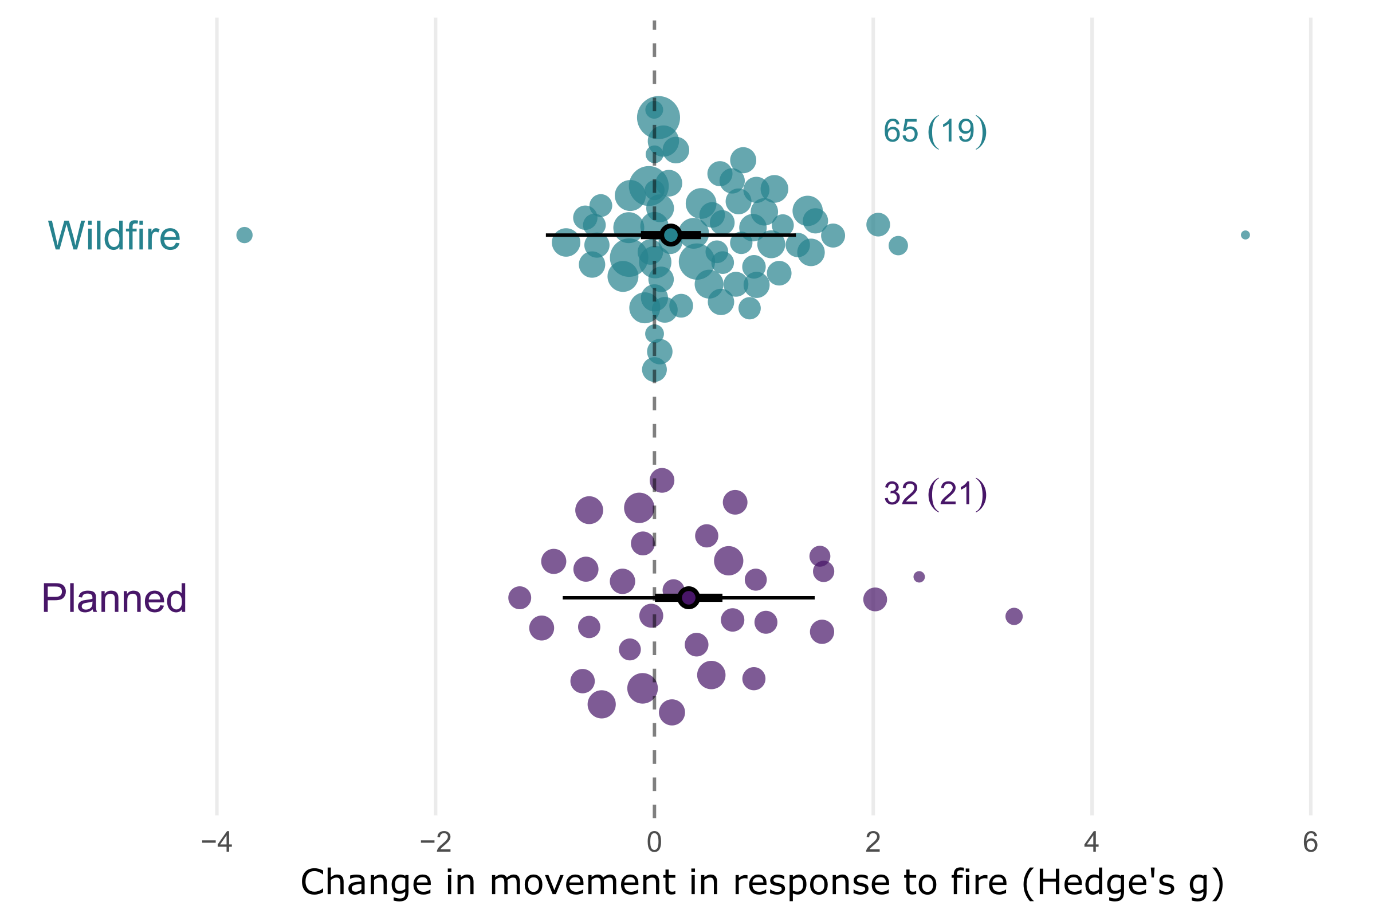 65 (19)
Wildfire
32 (21)
Planned
−4 −2 0 2 4 6
Change in movement in response to fire (Hedge's g)